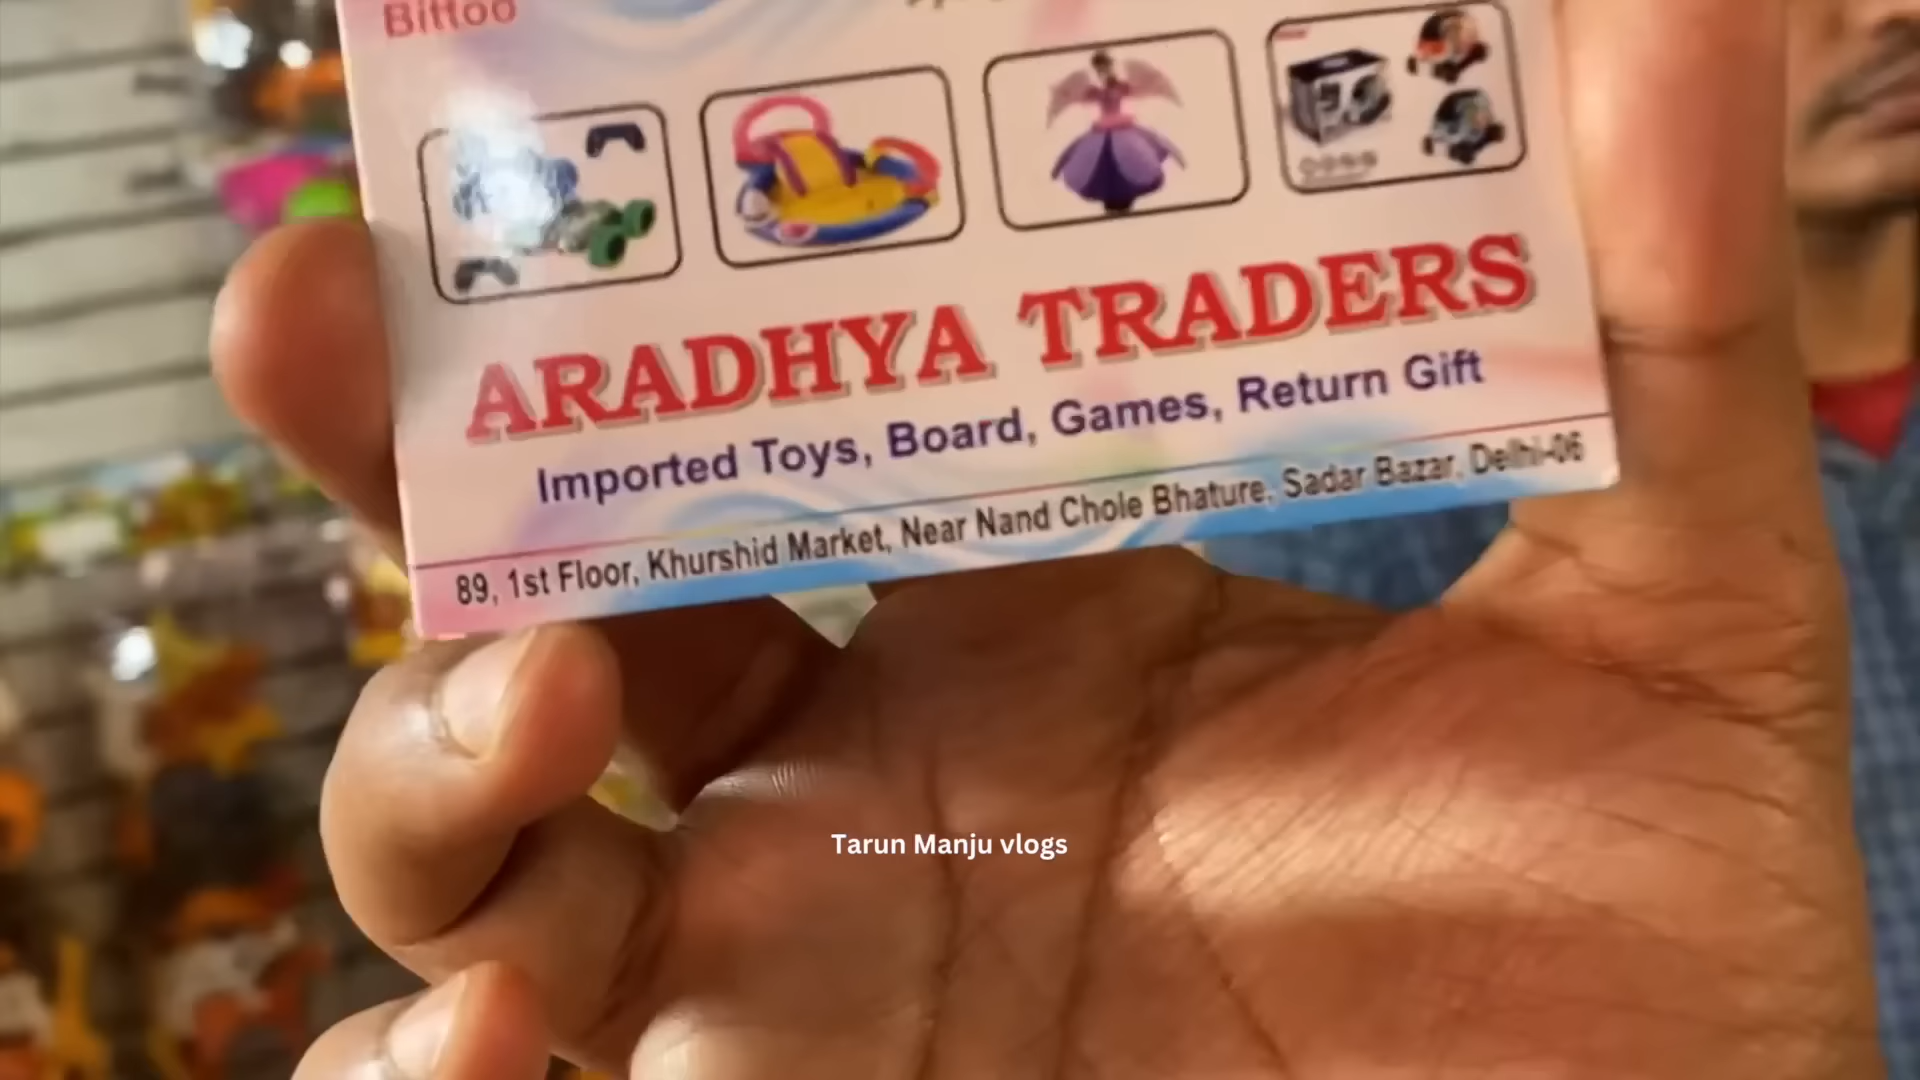 Bittoo
ARADHYA TRADERS
Imported Toys, Board, Games, Return Gift
89, 1st Floor, Khurshid Market, Near Nand Chole Bhature, Sadar Bazar, Delhi-06
Tarun Manju vlogs